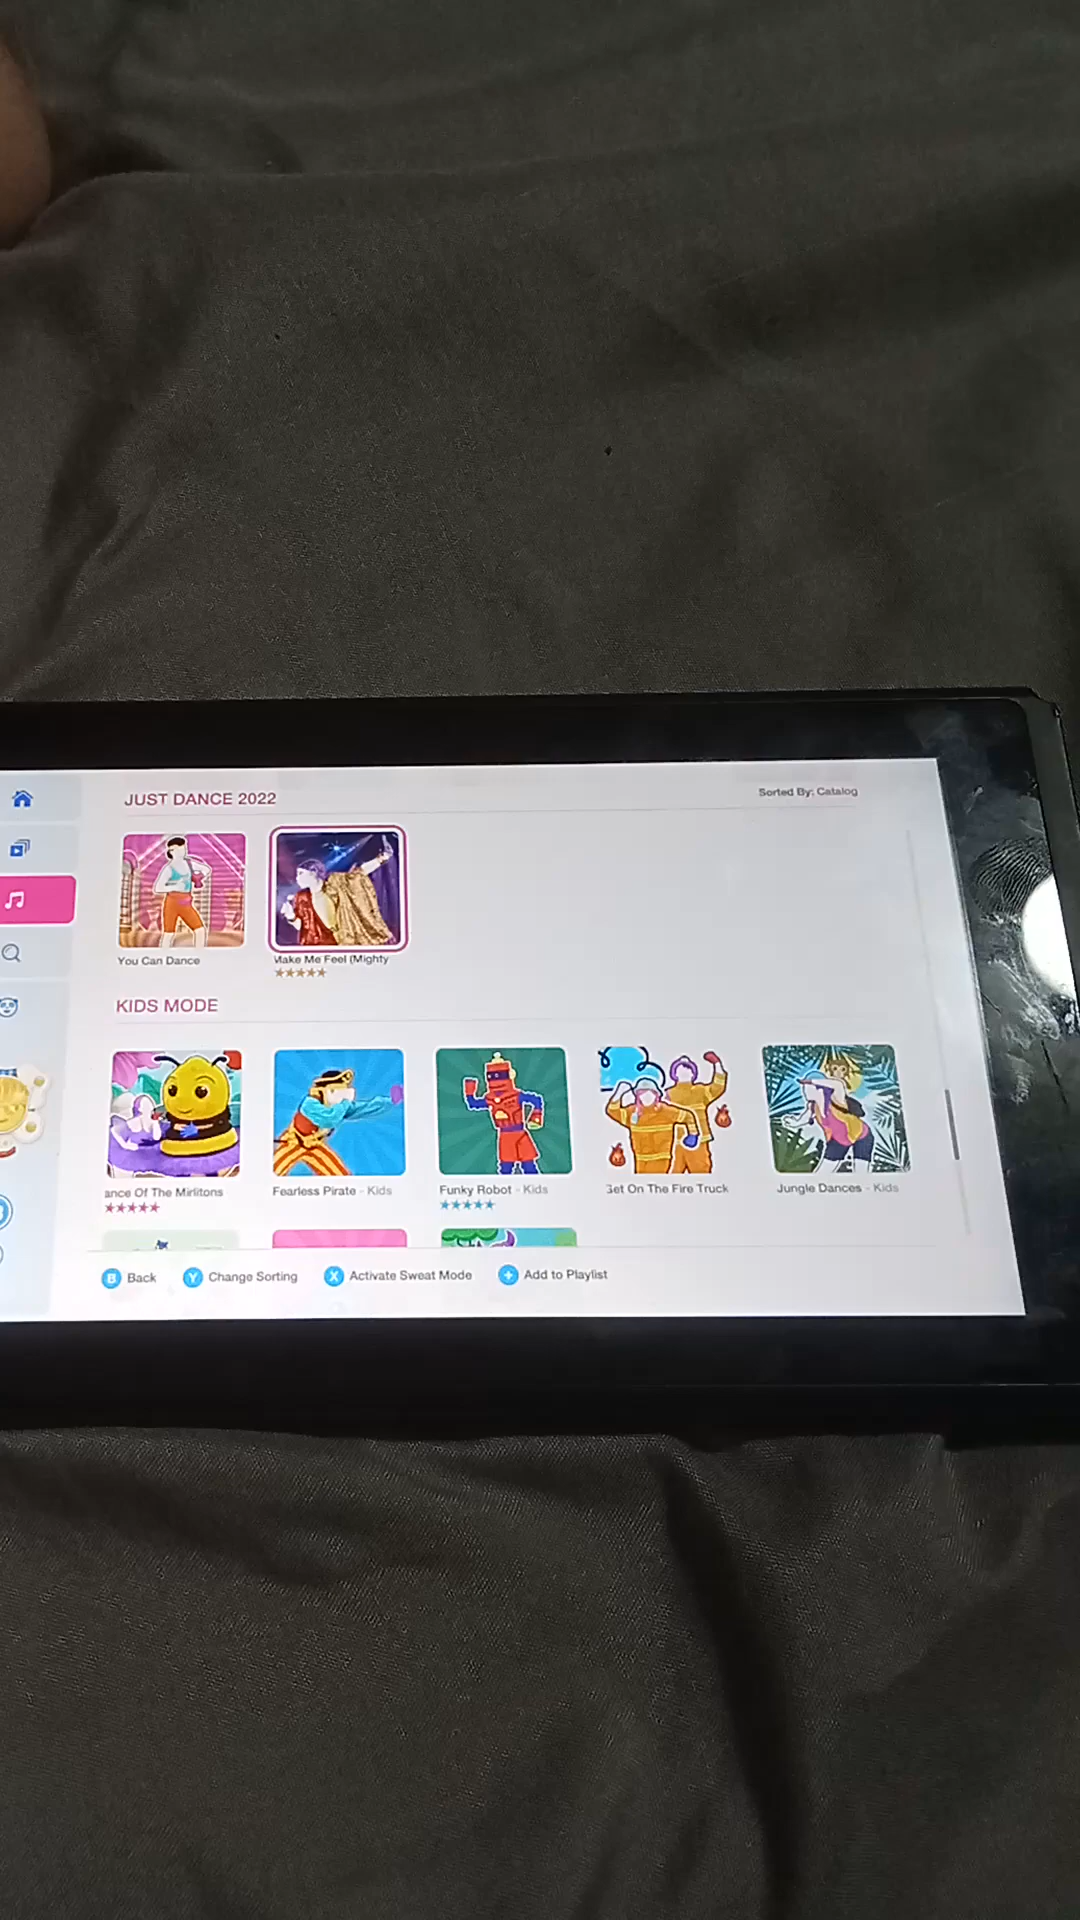 JUST DANCE 2022
Sorted By: Catalog
You Can Dance
Make Me Feel (Mighty
KIDS MODE
ance Of The Mirlitons
Fearless Pirate - Kids
Funky Robot - Kids
Get On The Fire Truck
Jungle Dances - Kids
B Back
Y Change Sorting
X Activate Sweat Mode
+ Add to Playlist